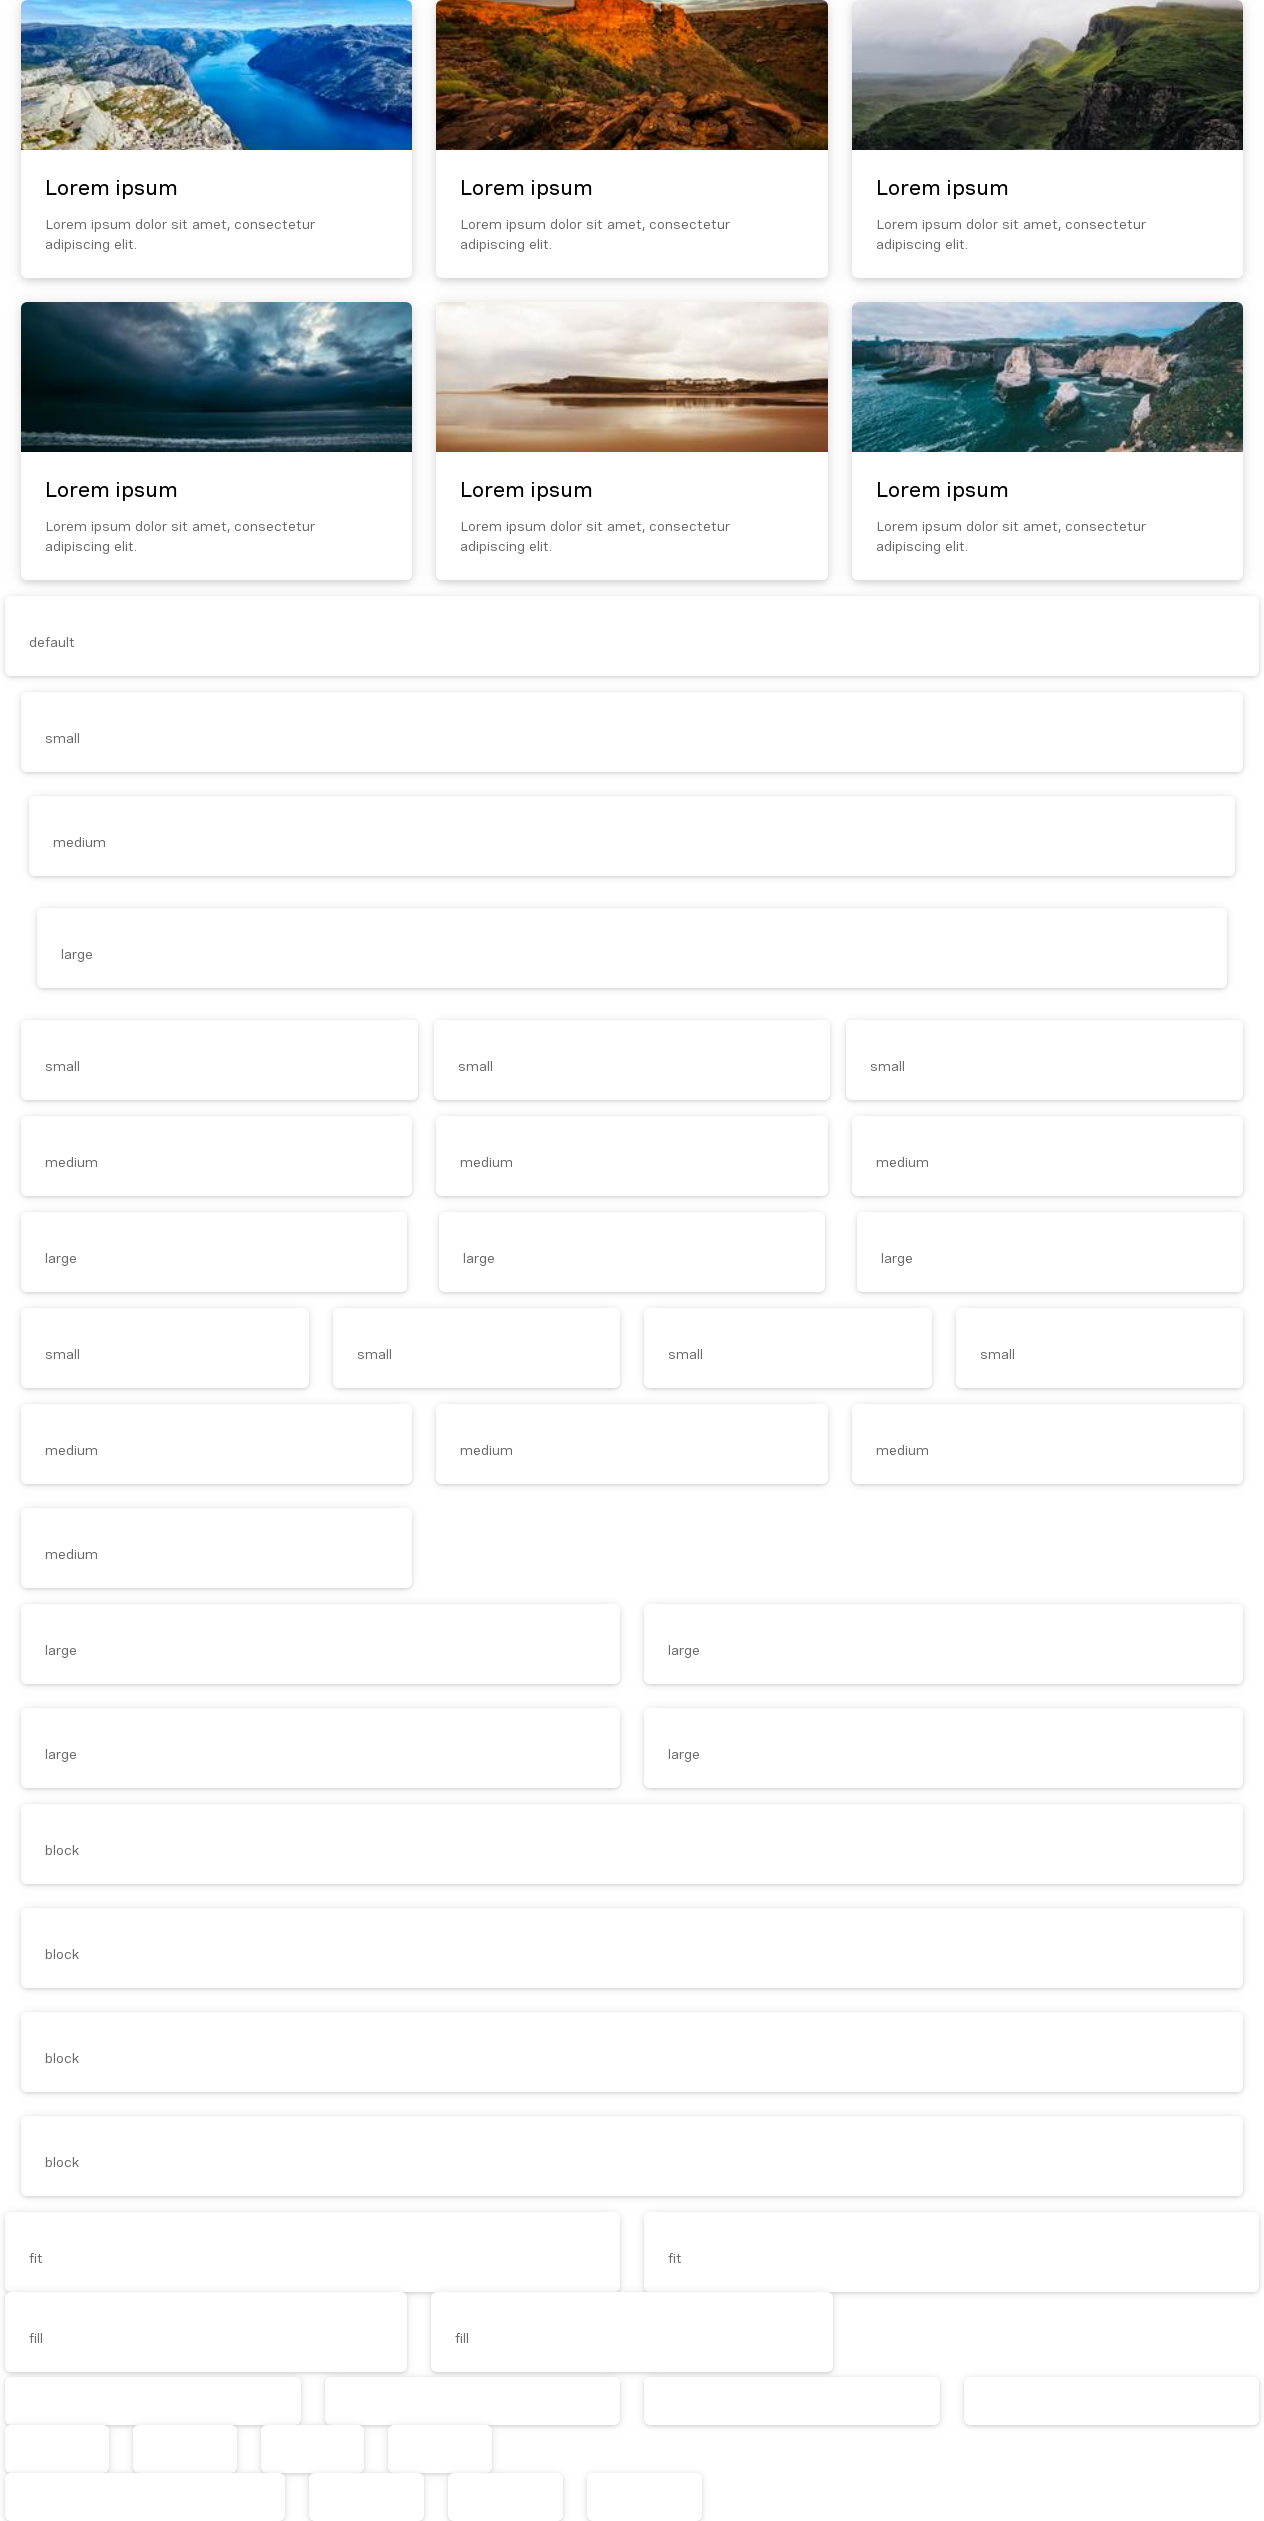 Lorem ipsum
Lorem ipsum dolor sit amet, consectetur
adipiscing elit.
Lorem ipsum
Lorem ipsum dolor sit amet, consectetur
adipiscing elit.
Lorem ipsum
Lorem ipsum dolor sit amet, consectetur
adipiscing elit.
Lorem ipsum
Lorem ipsum dolor sit amet, consectetur
adipiscing elit.
Lorem ipsum
Lorem ipsum dolor sit amet, consectetur
adipiscing elit.
Lorem ipsum
Lorem ipsum dolor sit amet, consectetur
adipiscing elit.
default
small
medium
large
small
small
small
medium
medium
medium
large
large
large
small
small
small
small
medium
medium
medium
medium
large
large
large
large
block
block
block
block
fit
fit
fill
fill